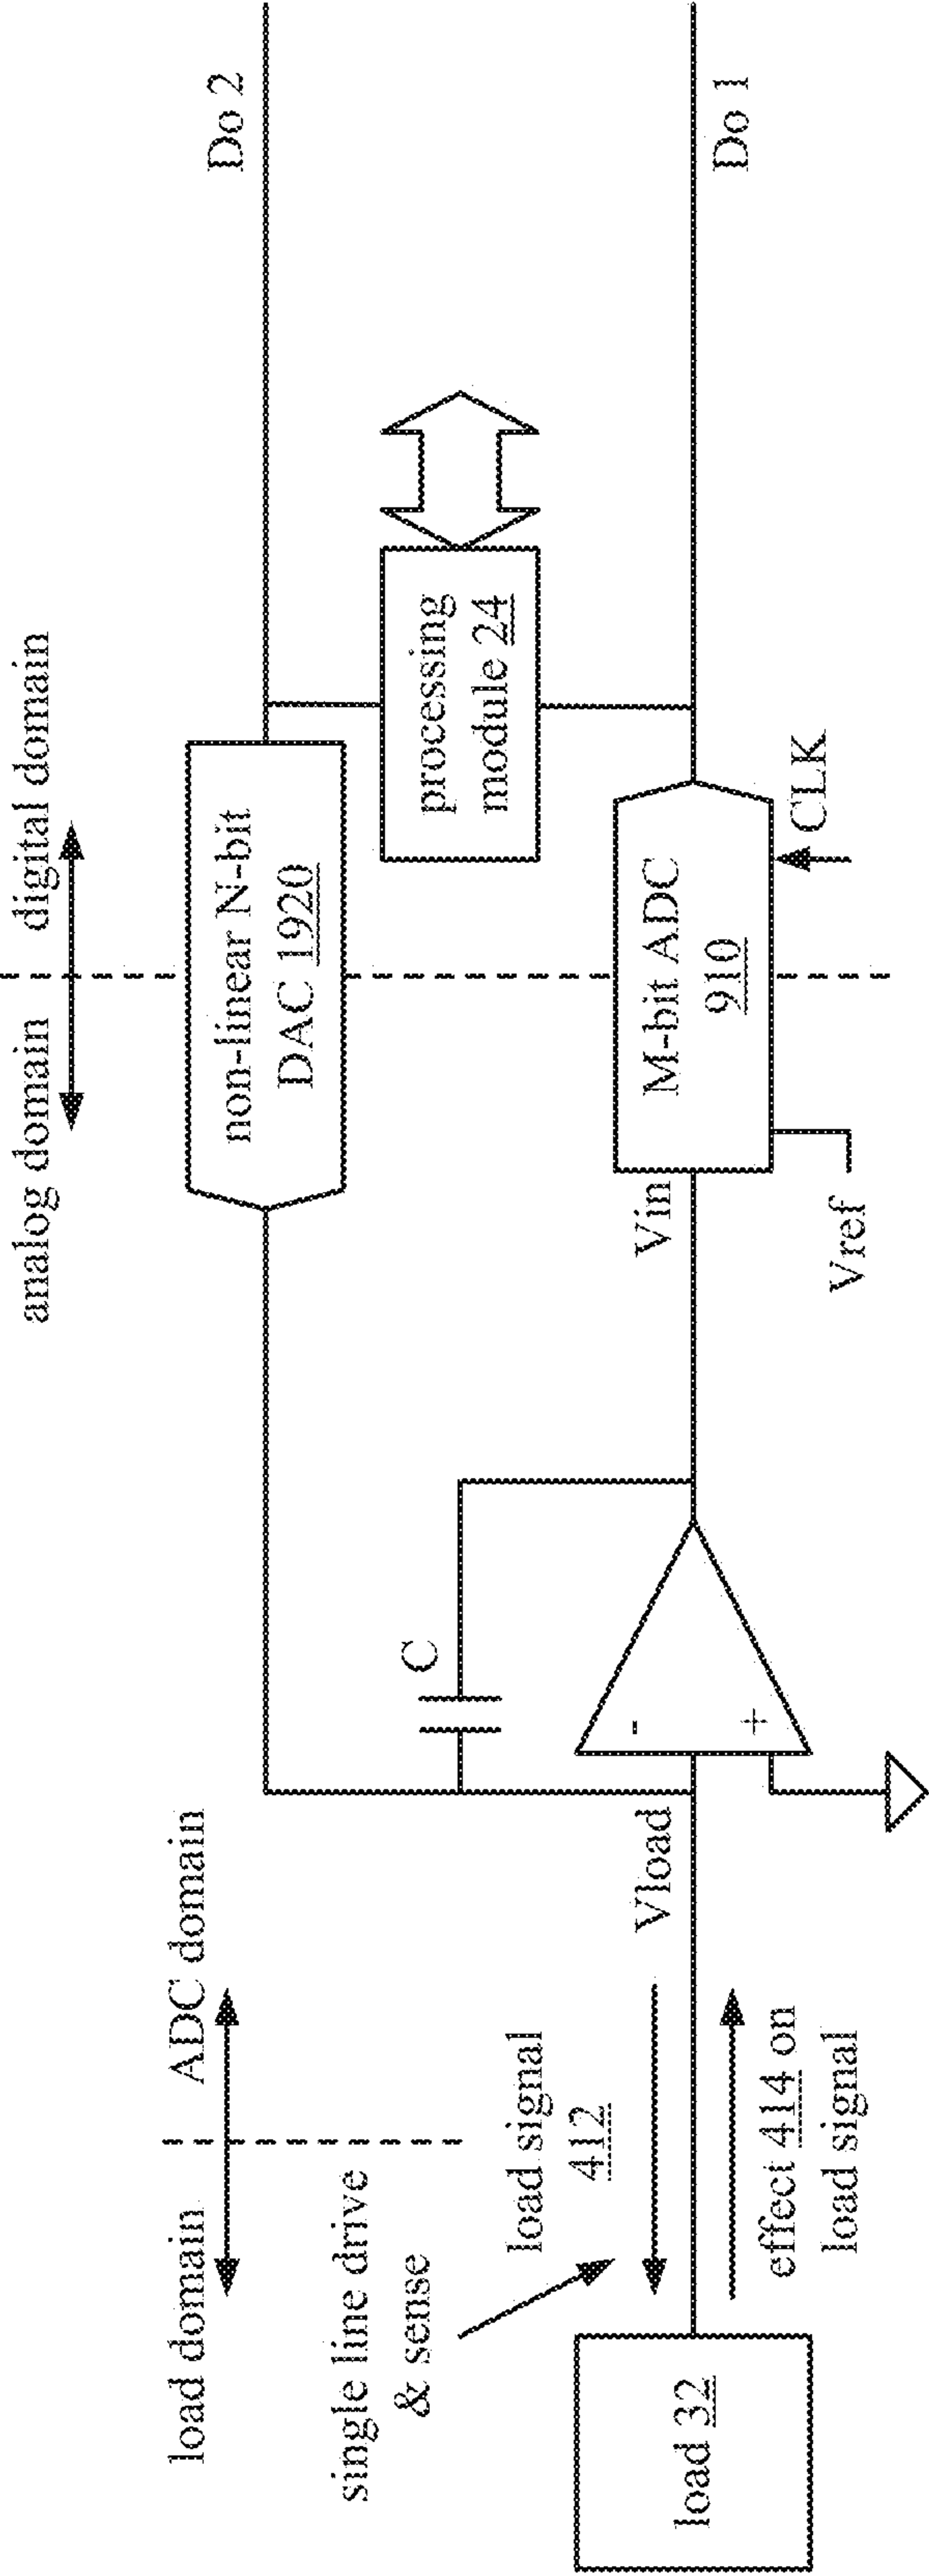 analog domain
digital domain
load domain
ADC domain
non-linear N-bit
DAC 1920
Do 2
single line drive
& sense
C
processing
module 24
load signal
412
Vload
-
+
Vin
M-bit ADC
910
load 32
effect 414 on
load signal
Vref
CLK
Do 1